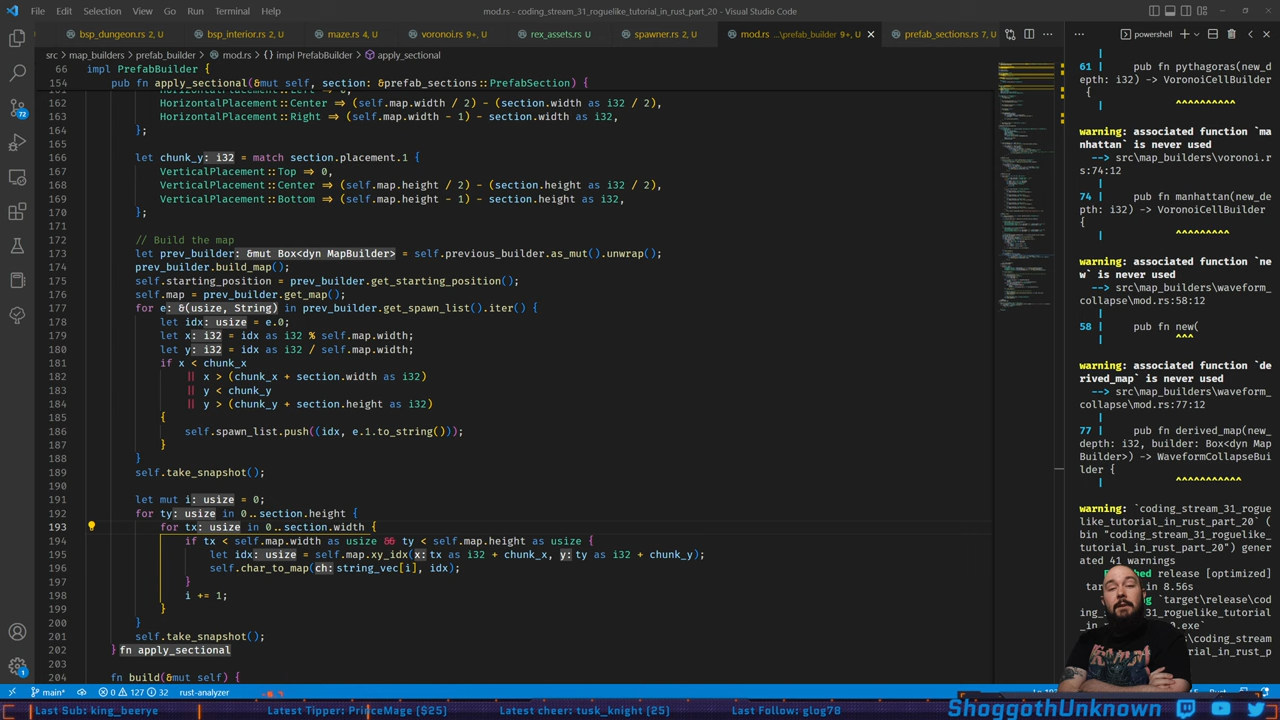 File Edit Selection View Go Run Terminal Help
mod.rs - coding_stream_31_roguelike_tutorial_in_rust_part_20 - Visual Studio Code
bsp_dungeon.rs 2, U
bsp_interior.rs 2, U
maze.rs 4, U
voronoi.rs 9+, U
rex_assets.rs U
spawner.rs 2, U
mod.rs ...\prefab_builder 9+, U
prefab_sections.rs 7, U
powershell
src > map_builders > prefab_builder > mod.rs > {} impl PrefabBuilder > apply_sectional
66 impl PrefabBuilder {
154 pub fn apply_sectional(&mut self, section:
162 HorizontalPlacement::Center => (self.map.width / 2) - (section.width as i32 / 2),
163 HorizontalPlacement::Right => (self.map.width - 1) - section.width as i32,
164 };
166 let chunk_y: i32 = match section.placement.1 {
167 VerticalPlacement::Top => 0,
168 VerticalPlacement::Center => (self.map.height / 2) - (section.height as i32 / 2),
169 VerticalPlacement::Bottom => (self.map.height - 1) - section.height as i32,
170 };
172 // Build the map
173 let prev_builder: &mut Box<dyn MapBuilder> = self.previous_builder.as_mut().unwrap();
174 prev_builder.build_map();
175 self.starting_position = prev_builder.get_starting_position();
176 self.map = prev_builder.get_map();
177 for e: &(usize, String) in prev_builder.get_spawn_list().iter() {
178 let idx: usize = e.0;
179 let x: i32 = idx as i32 % self.map.width;
180 let y: i32 = idx as i32 / self.map.width;
181 if x < chunk_x
182 || x > (chunk_x + section.width as i32)
183 || y < chunk_y
184 || y > (chunk_y + section.height as i32)
185 {
186 self.spawn_list.push((idx, e.1.to_string()));
187 }
188 }
189 self.take_snapshot();
190
191 let mut i: usize = 0;
192 for ty: usize in 0..section.height {
193 for tx: usize in 0..section.width {
194 if tx < self.map.width as usize && ty < self.map.height as usize {
195 let idx: usize = self.map.xy_idx(x: tx as i32 + chunk_x, y: ty as i32 + chunk_y);
196 self.char_to_map(ch: string_vec[i], idx);
197 }
198 i += 1;
199 }
200 }
201 self.take_snapshot();
202 } fn apply_sectional
203
204 fn build(&mut self) {
61 | pub fn pythagoras(new
_depth: i32) -> VoronoiCellBuilder
{
| ^^^^^^^^^^
warning: associated function `ma
nhattan` is never used
--> src\map_builders\voronoi.r
s:74:12
74 | pub fn manhattan(new_d
epth: i32) -> VoronoiCellBuilder
{
| ^^^^^^^^^
warning: associated function `ne
w` is never used
--> src\map_builders\waveform_
collapse\mod.rs:58:12
58 | pub fn new(
| ^^^
warning: associated function `de
rived_map` is never used
--> src\map_builders\waveform_
collapse\mod.rs:77:12
77 | pub fn derived_map(new_
depth: i32, builder: Box<dyn Map
Builder>) -> WaveformCollapseBui
lder {
| ^^^^^^^^^^^
warning: `coding_stream_31_rogue
like_tutorial_in_rust_part_20`
(bin "coding_stream_31_roguelike_
tutorial_in_rust_part_20") gener
ated 41 warnings
release [optimized]
in 8.56s
`target\release\cod
72
1
main*
0 127 32
rust-analyzer
Last Sub: king_beerye
Latest Tipper: PrinceMage ($25)
Latest cheer: tusk_knight (25)
Last Follow: glog78
ShoggothUnknown